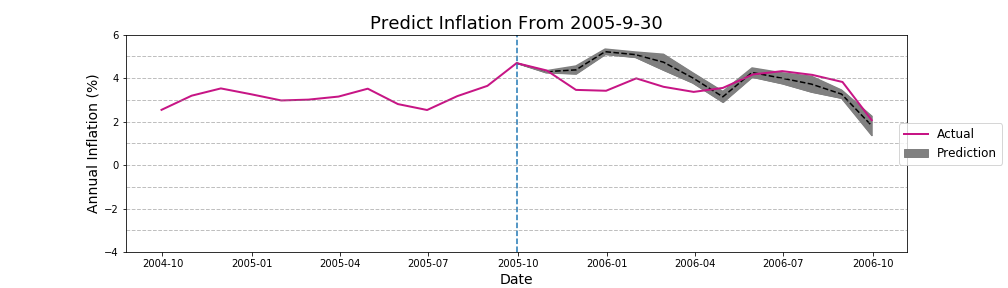 Predict Inflation From 2005-9-30
Annual Inflation (%)
6
4
2
0
−2
−4
2004-10 2005-01 2005-04 2005-07 2005-10 2006-01 2006-04 2006-07 2006-10
Date
Actual
Prediction